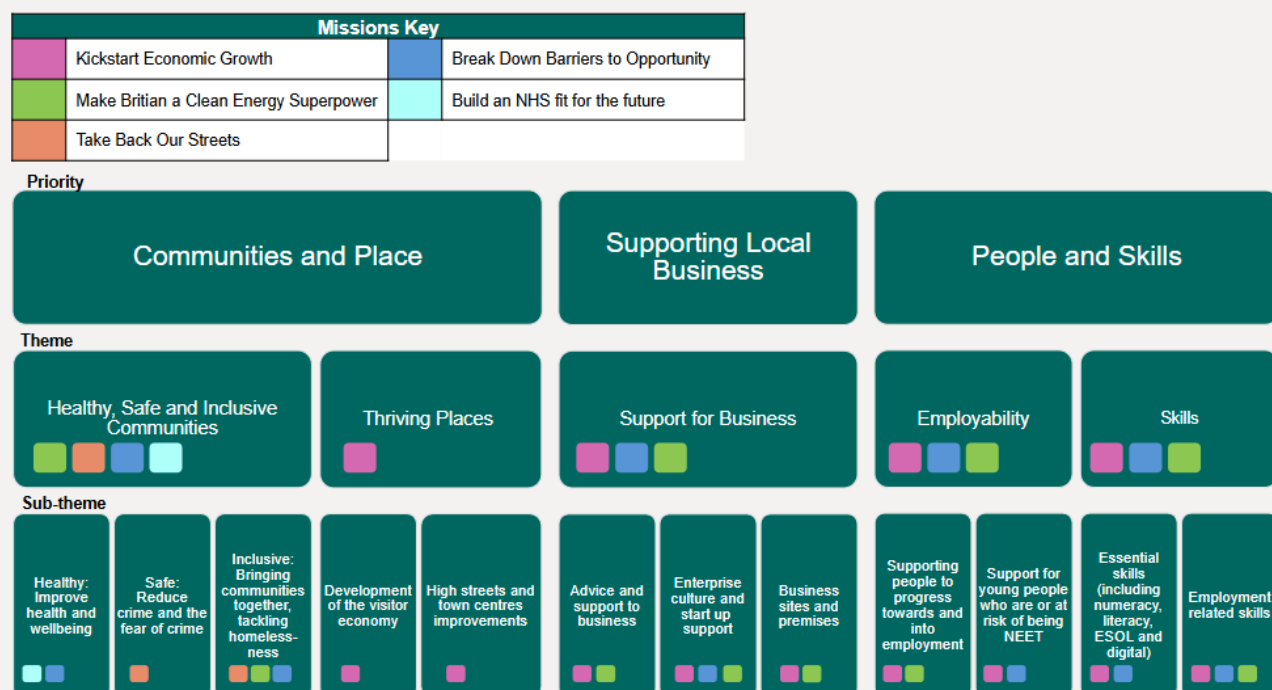 Missions Key
Kickstart Economic Growth
Break Down Barriers to Opportunity
Make Britian a Clean Energy Superpower
Build an NHS fit for the future
Take Back Our Streets
Priority
Communities and Place
Supporting Local
Business
People and Skills
Theme
Healthy, Safe and Inclusive
Communities
Thriving Places
Support for Business
Employability
Skills
Sub-theme
Healthy:
Improve
health and
wellbeing
Safe:
Reduce
crime and the
fear of crime
Inclusive:
Bringing
communities
together,
tackling
homeless-
ness
Development
of the visitor
economy
High streets and
town centres
improvements
Advice and
support to
business
Enterprise
culture and
start up
support
Business
sites and
premises
Supporting
people to
progress
towards and
into
employment
Support for
young people
who are or at
risk of being
NEET
Essential
skills
(including
numeracy,
literacy,
ESOL and
digital)
Employment
related skills